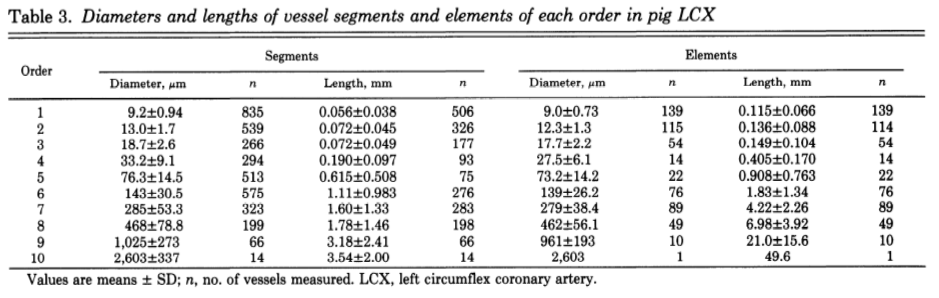 Table 3. Diameters and lengths of vessel segments and elements of each order in pig LCX
Segments Elements
Order
Diameter, μm n Length, mm n Diameter, μm n Length, mm n
1 9.2±0.94 835 0.056±0.038 506 9.0±0.73 139 0.115±0.066 139
2 13.0±1.7 539 0.072±0.045 326 12.3±1.3 115 0.136±0.088 114
3 18.7±2.6 266 0.072±0.049 177 17.7±2.2 54 0.149±0.104 54
4 33.2±9.1 294 0.190±0.097 93 27.5±6.1 14 0.405±0.170 14
5 76.3±14.5 513 0.615±0.508 75 73.2±14.2 22 0.908±0.763 22
6 143±30.5 575 1.11±0.983 276 139±26.2 76 1.83±1.34 76
7 285±53.3 323 1.60±1.33 283 279±38.4 89 4.22±2.26 89
8 468±78.8 199 1.78±1.46 198 462±56.1 49 6.98±3.92 49
9 1,025±273 66 3.18±2.41 66 961±193 10 21.0±15.6 10
10 2,603±337 14 3.54±2.00 14 2,603 1 49.6 1
Values are means ± SD; n, no. of vessels measured. LCX, left circumflex coronary artery.